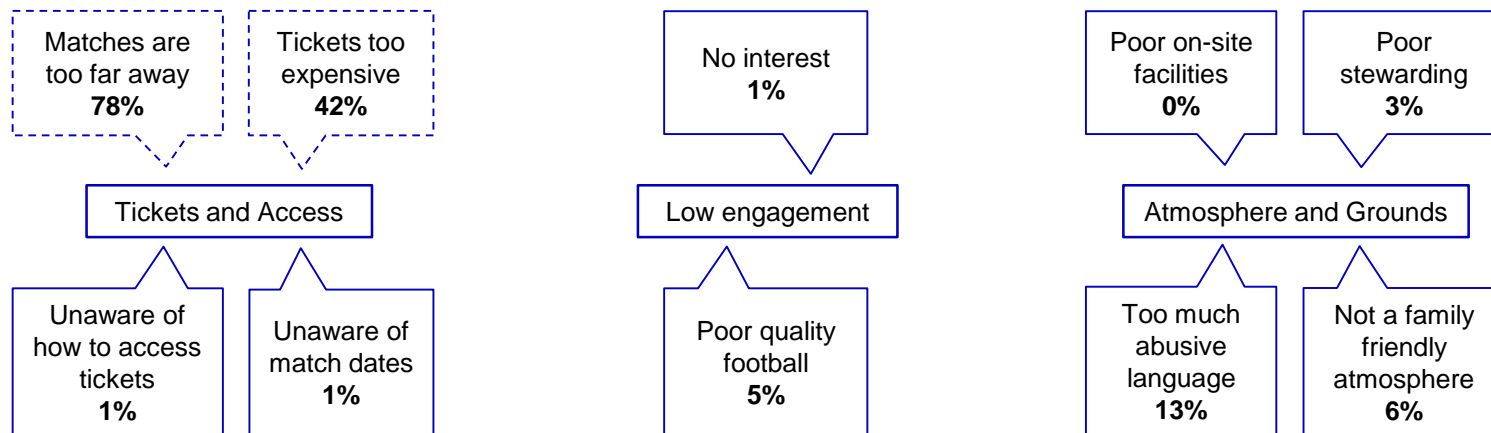 Matches are
too far away
78%
Tickets too
expensive
42%
Tickets and Access
Unaware of
how to access
tickets
1%
Unaware of
match dates
1%
No interest
1%
Low engagement
Poor quality
football
5%
Poor on-site
facilities
0%
Poor
stewarding
3%
Atmosphere and Grounds
Too much
abusive
language
13%
Not a family
friendly
atmosphere
6%